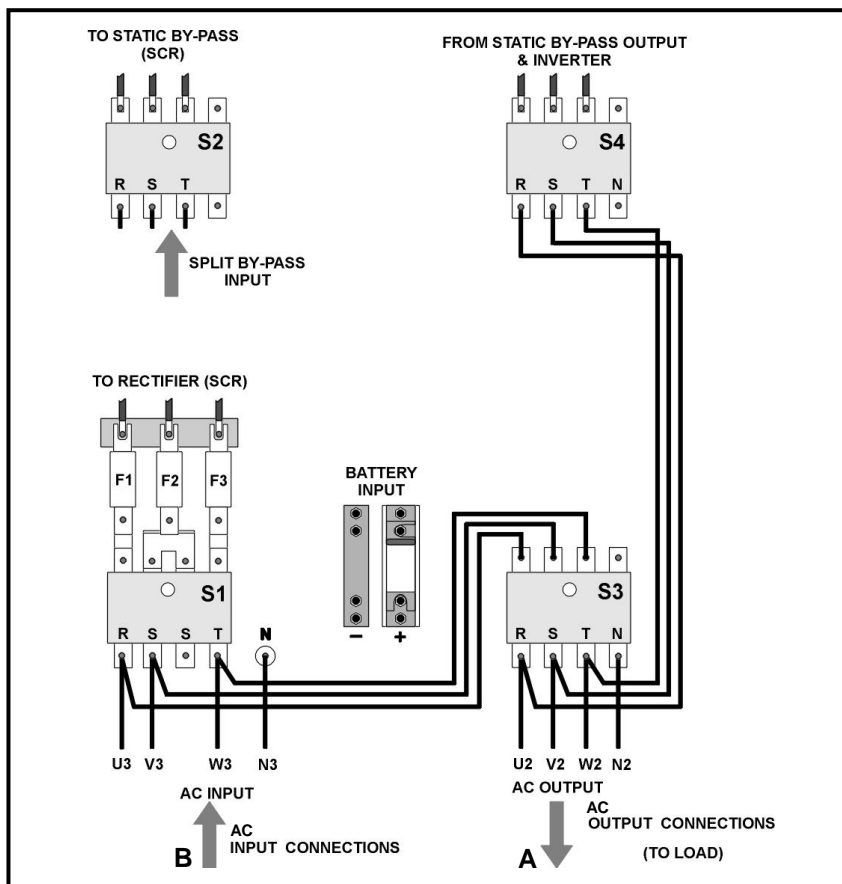 TO STATIC BY-PASS
(SCR)
FROM STATIC BY-PASS OUTPUT
& INVERTER
S2
R S T
S4
R S T N
SPLIT BY-PASS
INPUT
TO RECTIFIER (SCR)
F1 F2 F3
BATTERY
INPUT
S1
R S S T
N
− +
S3
R S T N
U3 V3 W3 N3
U2 V2 W2 N2
AC INPUT
AC OUTPUT
B
AC
INPUT CONNECTIONS
A
AC
OUTPUT CONNECTIONS
(TO LOAD)